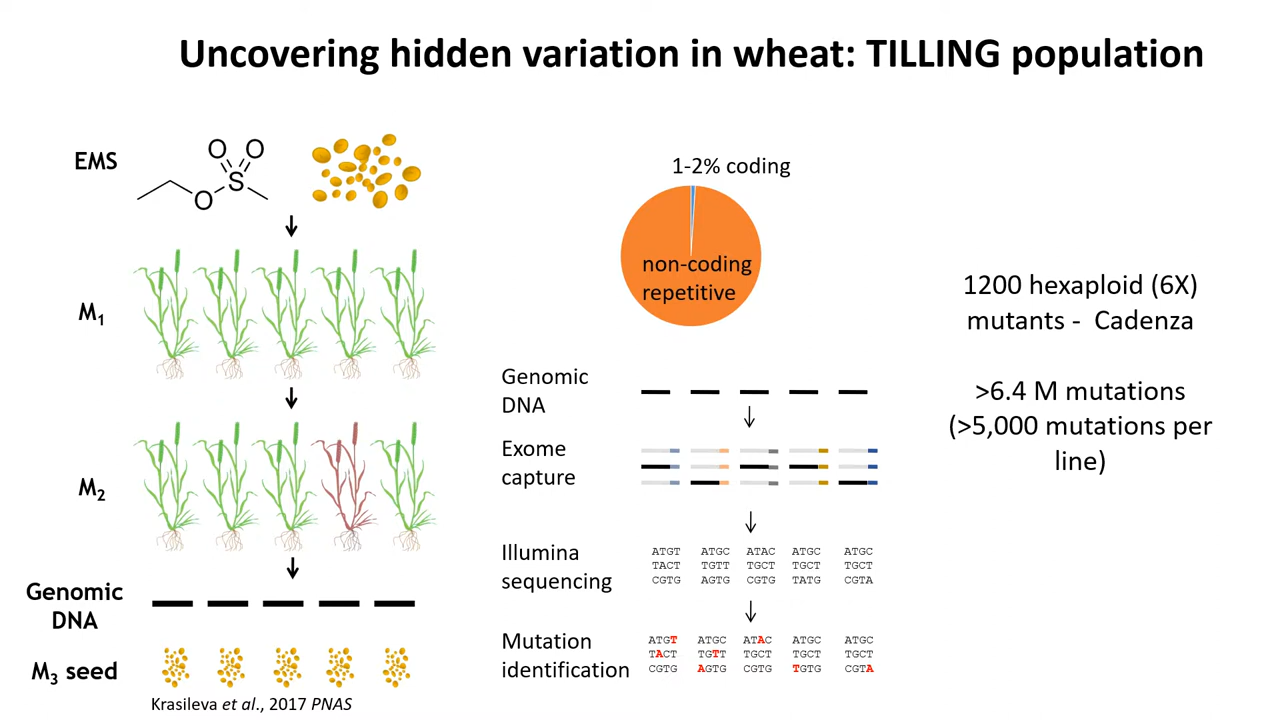 Uncovering hidden variation in wheat: TILLING population
EMS
O O
S
O
M1
M2
Genomic
DNA
M3 seed
Krasileva et al., 2017 PNAS
1-2% coding
non-coding
repetitive
Genomic
DNA
Exome
capture
Illumina
sequencing
ATGT ATGC ATAC ATGC ATGC
TACT TGTT TGCT TGCT TGCT
CGTG AGTG CGTG TATG CGTA
Mutation
identification
ATGT ATGC ATAC ATGC ATGC
TACT TGTT TGCT TGCT TGCT
CGTG AGTG CGTG TGTG CGTA
1200 hexaploid (6X)
mutants - Cadenza
>6.4 M mutations
(>5,000 mutations per
line)